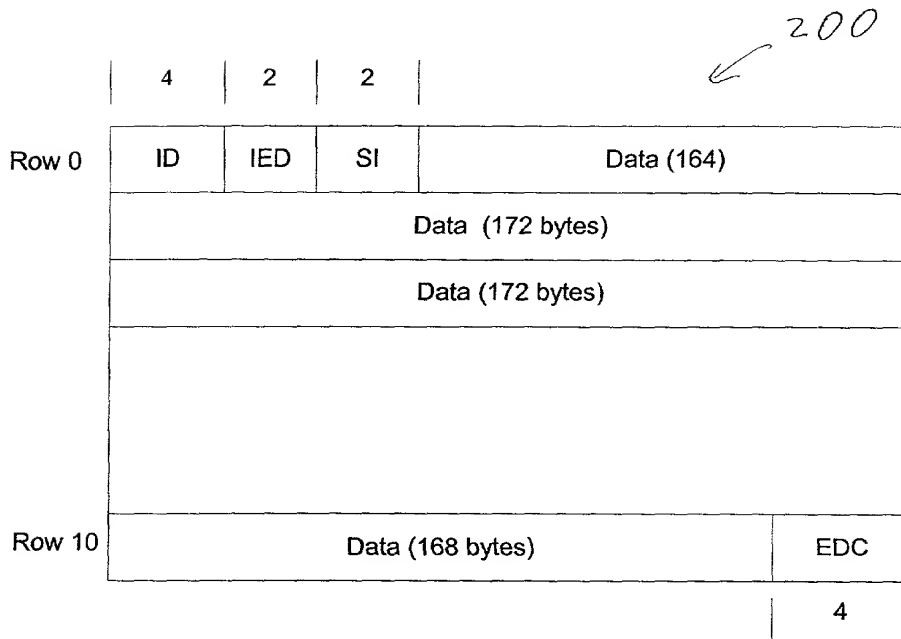 200
4 2 2
Row 0 ID IED SI Data (164)
Data (172 bytes)
Data (172 bytes)
Row 10 Data (168 bytes) EDC
4